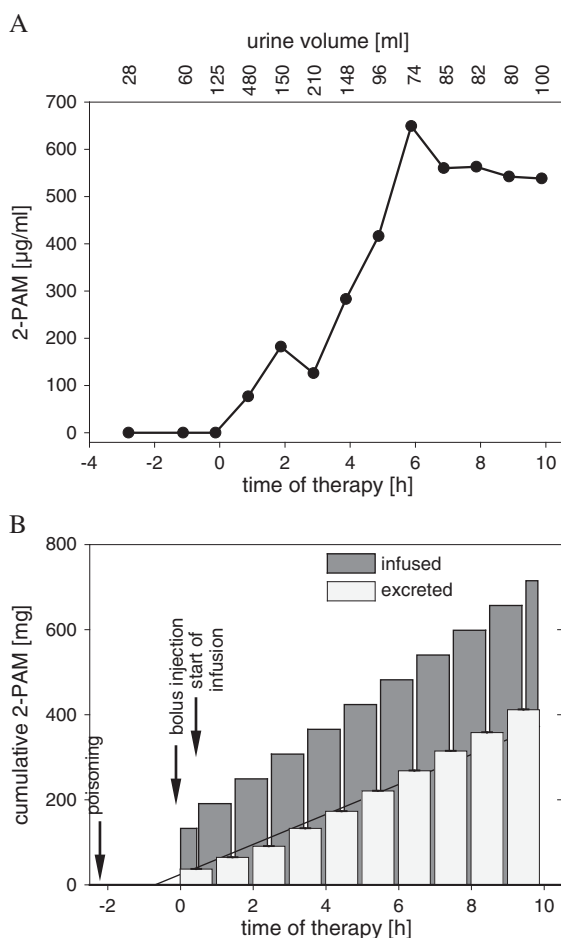 A
urine volume [ml]
28 60 125 480 150 210 148 96 74 85 82 80 100
700
600
500
400
300
200
100
0
2-PAM [µg/ml]
-4 -2 0 2 4 6 8 10
time of therapy [h]
B
800
600
400
200
0
cumulative 2-PAM [mg]
infused
excreted
poisoning
bolus injection
start of
infusion
-2 0 2 4 6 8 10
time of therapy [h]